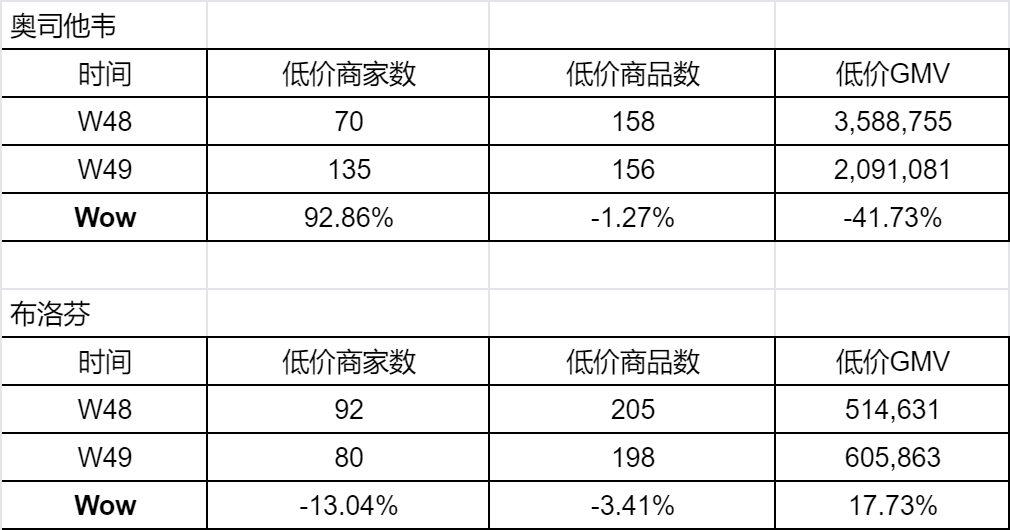 奥司他韦
时间 低价商家数 低价商品数 低价GMV
W48 70 158 3,588,755
W49 135 156 2,091,081
Wow 92.86% -1.27% -41.73%
布洛芬
时间 低价商家数 低价商品数 低价GMV
W48 92 205 514,631
W49 80 198 605,863
Wow -13.04% -3.41% 17.73%